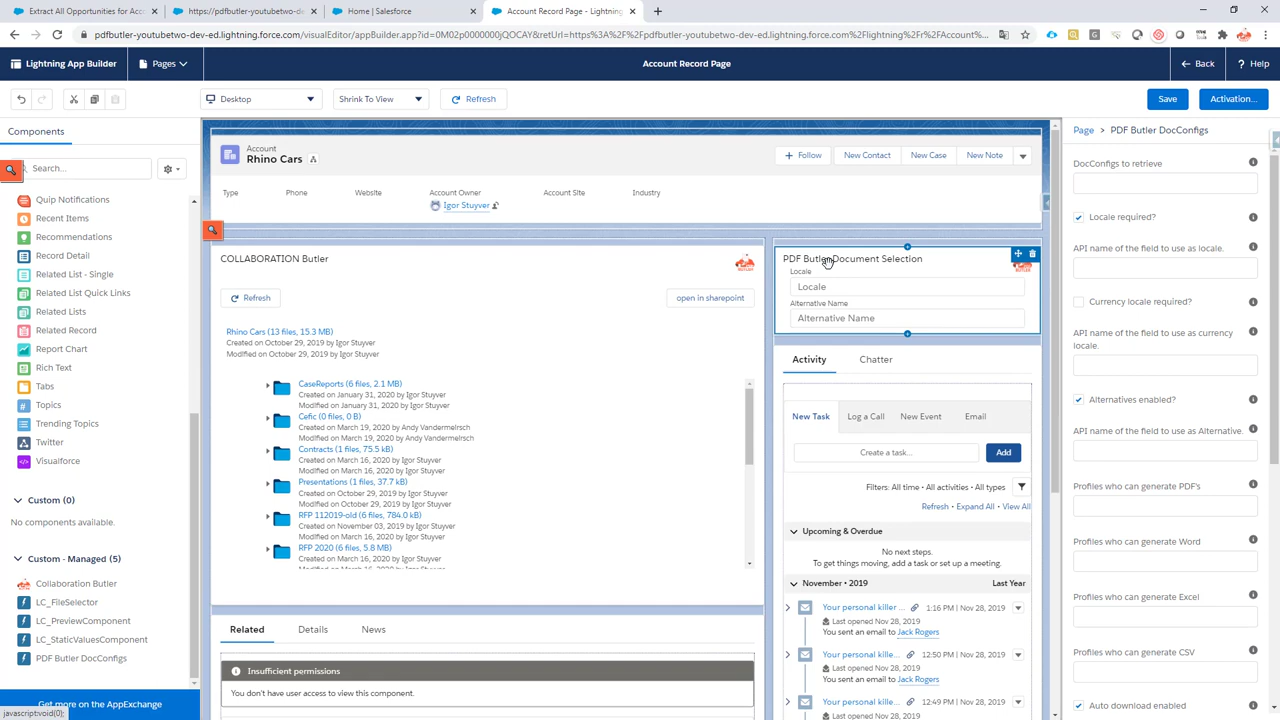 Extract All Opportunities for Acc
https://pdfbutler-youtubetwo-d
Home | Salesforce
Account Record Page - Lightning
pdfbutler-youtubetwo-dev-ed.lightning.force.com/visualEditor/appBuilder.app?id=0M02p0000000jQOCAY&retUrl=https%3A%2F%2Fpdfbutler-youtubetwo-dev-ed.lightning.force.com%2Flightning%2Fr%2FAccount%
Lightning App Builder
Pages
Account Record Page
Back
? Help
Desktop
Shrink To View
Refresh
Save
Activation...
Components
Search...
Quip Notifications
Recent Items
Recommendations
Record Detail
Related List - Single
Related List Quick Links
Related Lists
Related Record
Report Chart
Rich Text
Tabs
Topics
Trending Topics
Twitter
Visualforce
Custom (0)
No components available.
Custom - Managed (5)
Collaboration Butler
LC_FileSelector
LC_PreviewComponent
LC_StaticValuesComponent
PDF Butler DocConfigs
Get more on the AppExchange
javascript:void(0);
Account
Rhino Cars
+ Follow
New Contact
New Case
New Note
Type
Phone
Website
Account Owner
Account Site
Industry
Igor Stuyver
COLLABORATION Butler
Refresh
open in sharepoint
Rhino Cars (13 files, 15.3 MB)
Created on October 29, 2019 by Igor Stuyver
Modified on October 29, 2019 by Igor Stuyver
CaseReports (6 files, 2.1 MB)
Created on January 31, 2020 by Igor Stuyver
Modified on January 31, 2020 by Igor Stuyver
Cefic (0 files, 0 B)
Created on March 19, 2020 by Andy Vandermeirsch
Modified on March 19, 2020 by Andy Vandermeirsch
Contracts (1 files, 75.5 kB)
Created on March 16, 2020 by Igor Stuyver
Modified on March 16, 2020 by Igor Stuyver
Presentations (1 files, 37.7 kB)
Created on October 29, 2019 by Igor Stuyver
Modified on October 29, 2019 by Igor Stuyver
RFP 112019-old (6 files, 784.0 kB)
Created on November 03, 2019 by Igor Stuyver
Modified on March 16, 2020 by Igor Stuyver
RFP 2020 (6 files, 5.8 MB)
Created on March 16, 2020 by Igor Stuyver
Modified on March 16, 2020 by Igor Stuyver
Related
Details
News
Insufficient permissions
You don't have user access to view this component.
PDF Butler Document Selection
Locale
Locale
Alternative Name
Alternative Name
Activity
Chatter
New Task
Log a Call
New Event
Email
Create a task...
Add
Filters: All time • All activities • All types
Refresh • Expand All • View All
Upcoming & Overdue
No next steps.
To get things moving, add a task or set up a meeting.
November • 2019
Last Year
Your personal killer ...
1:16 PM | Nov 28, 2019
Last opened Nov 28, 2019
You sent an email to Jack Rogers
Your personal kille...
12:50 PM | Nov 28, 2019
Last opened Nov 28, 2019
You sent an email to Jack Rogers
Your personal kille...
12:49 PM | Nov 28, 2019
Last opened Nov 28, 2019
Page > PDF Butler DocConfigs
DocConfigs to retrieve
Locale required?
API name of the field to use as locale.
Currency locale required?
API name of the field to use as currency
locale.
Alternatives enabled?
API name of the field to use as Alternative.
Profiles who can generate PDF's
Profiles who can generate Word
Profiles who can generate Excel
Profiles who can generate CSV
Auto download enabled